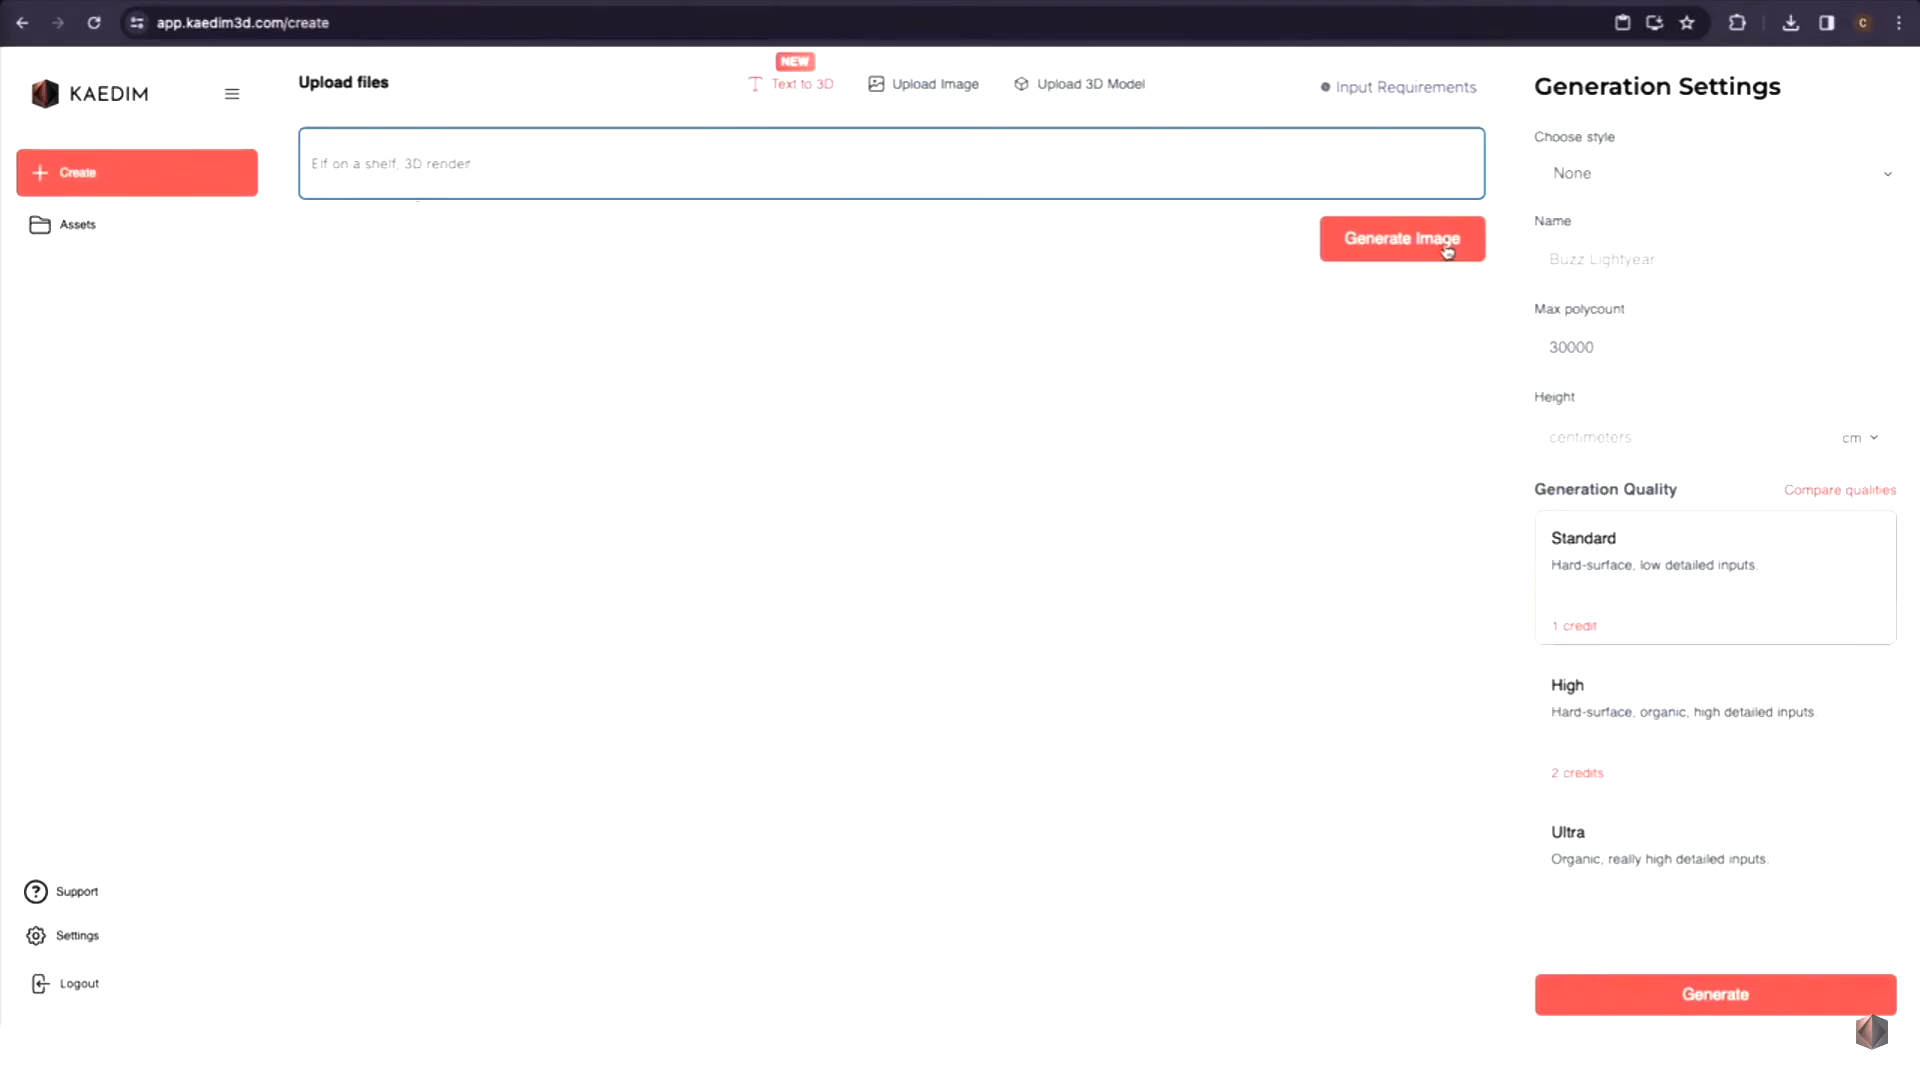 app.kaedim3d.com/create
C
KAEDIM
Create
Assets
Support
Settings
Logout
Upload files
NEW
Text to 3D
Upload Image
Upload 3D Model
Input Requirements
Elf on a shelf, 3D render
Generate Image
Generation Settings
Choose style
None
Name
Buzz Lightyear
Max polycount
30000
Height
centimeters
cm
Generation Quality
Compare qualities
Standard
Hard-surface, low detailed inputs.
1 credit
High
Hard-surface, organic, high detailed inputs
2 credits
Ultra
Organic, really high detailed inputs.
Generate